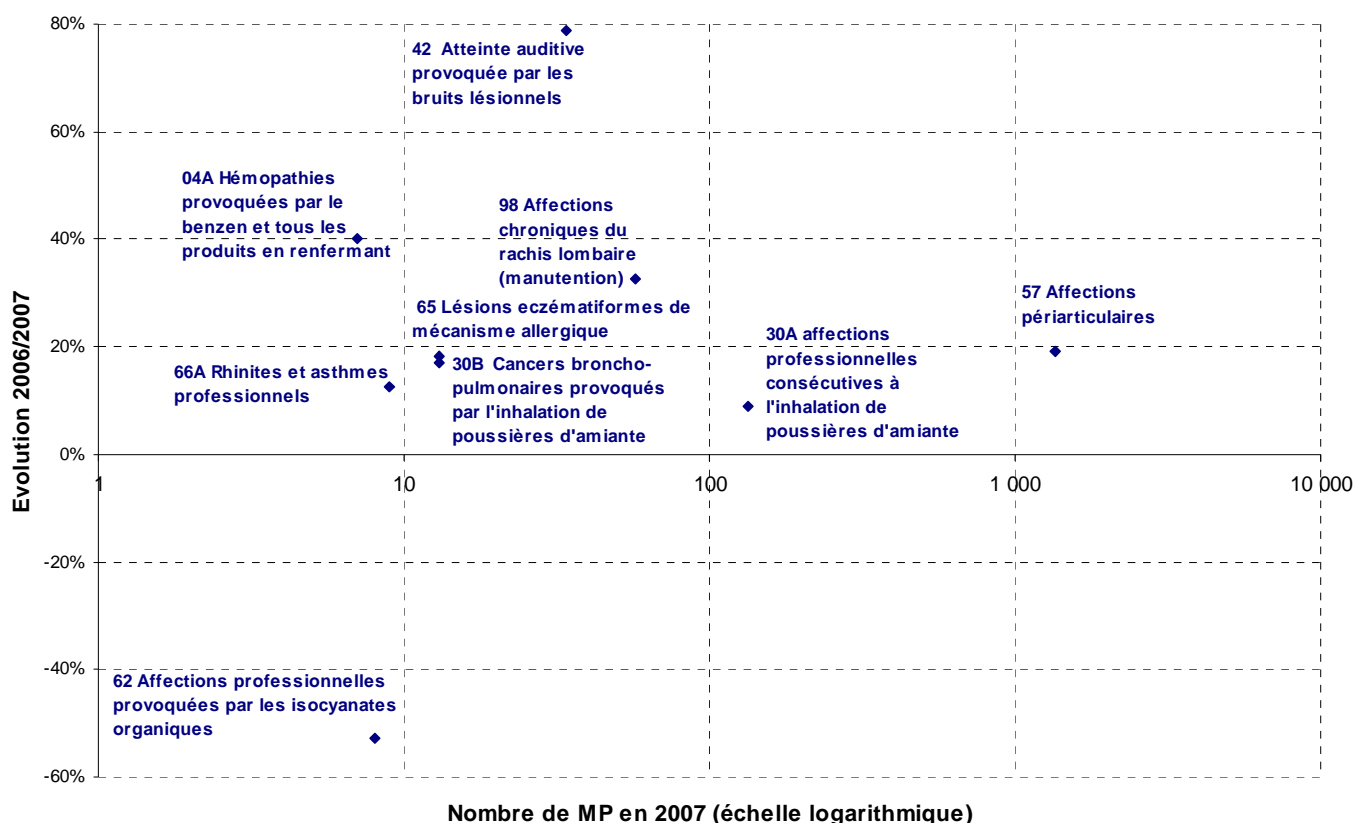 80%
42 Atteinte auditive
provoquée par les
bruits lésionnels
60%
04A Hémopathies
provoquées par le
benzen et tous les
produits en renfermant
98 Affections
chroniques du
rachis lombaire
(manutention)
40%
57 Affections
périarticulaires
65 Lésions eczématiformes de
mécanisme allergique
30A affections
professionnelles
consécutives à
l'inhalation de
poussières d'amiante
20%
66A Rhinites et asthmes
professionnels
30B Cancers broncho-
pulmonaires provoqués
par l'inhalation de
poussières d'amiante
0%
1
10
100
1 000
10 000
-20%
-40%
62 Affections professionnelles
provoquées par les isocyanates
organiques
-60%
Evolution 2006/2007
Nombre de MP en 2007 (échelle logarithmique)